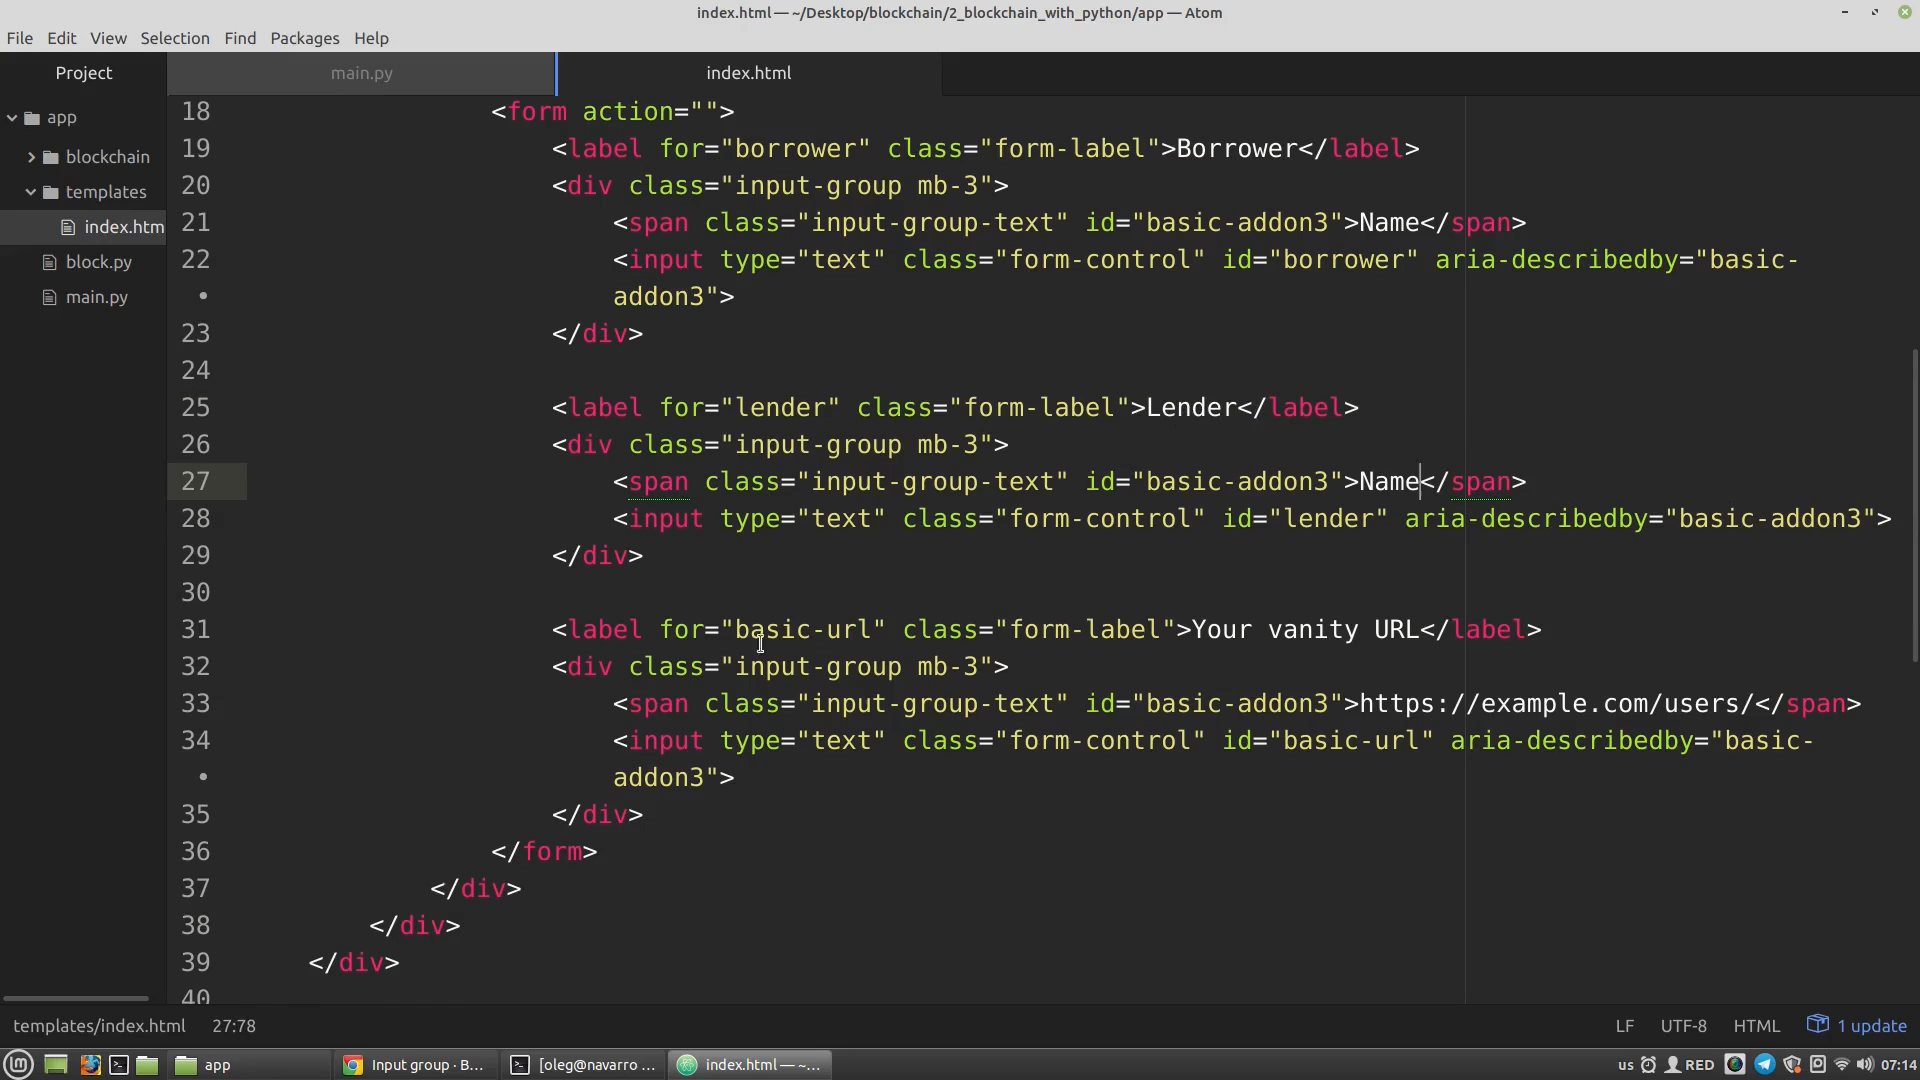 index.html — ~/Desktop/blockchain/2_blockchain_with_python/app — Atom
File Edit View Selection Find Packages Help
Project
main.py
index.html
app
blockchain
templates
index.htm
block.py
main.py
18 <form action="">
19 <label for="borrower" class="form-label">Borrower</label>
20 <div class="input-group mb-3">
21 <span class="input-group-text" id="basic-addon3">Name</span>
22 <input type="text" class="form-control" id="borrower" aria-describedby="basic-
• addon3">
23 </div>
24
25 <label for="lender" class="form-label">Lender</label>
26 <div class="input-group mb-3">
27 <span class="input-group-text" id="basic-addon3">Name</span>
28 <input type="text" class="form-control" id="lender" aria-describedby="basic-addon3">
29 </div>
30
31 <label for="basic-url" class="form-label">Your vanity URL</label>
32 <div class="input-group mb-3">
33 <span class="input-group-text" id="basic-addon3">https://example.com/users/</span>
34 <input type="text" class="form-control" id="basic-url" aria-describedby="basic-
• addon3">
35 </div>
36 </form>
37 </div>
38 </div>
39 </div>
40
templates/index.html 27:78 LF UTF-8 HTML 1 update
app Input group · B... [oleg@navarro ... index.html — ~... us RED 07:14